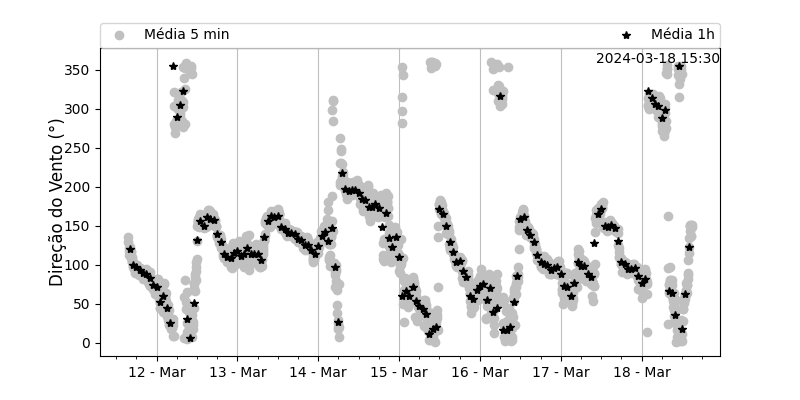 Média 5 min
Média 1h
2024-03-18 15:30
Direção do Vento (°)
350
300
250
200
150
100
50
0
12 - Mar
13 - Mar
14 - Mar
15 - Mar
16 - Mar
17 - Mar
18 - Mar